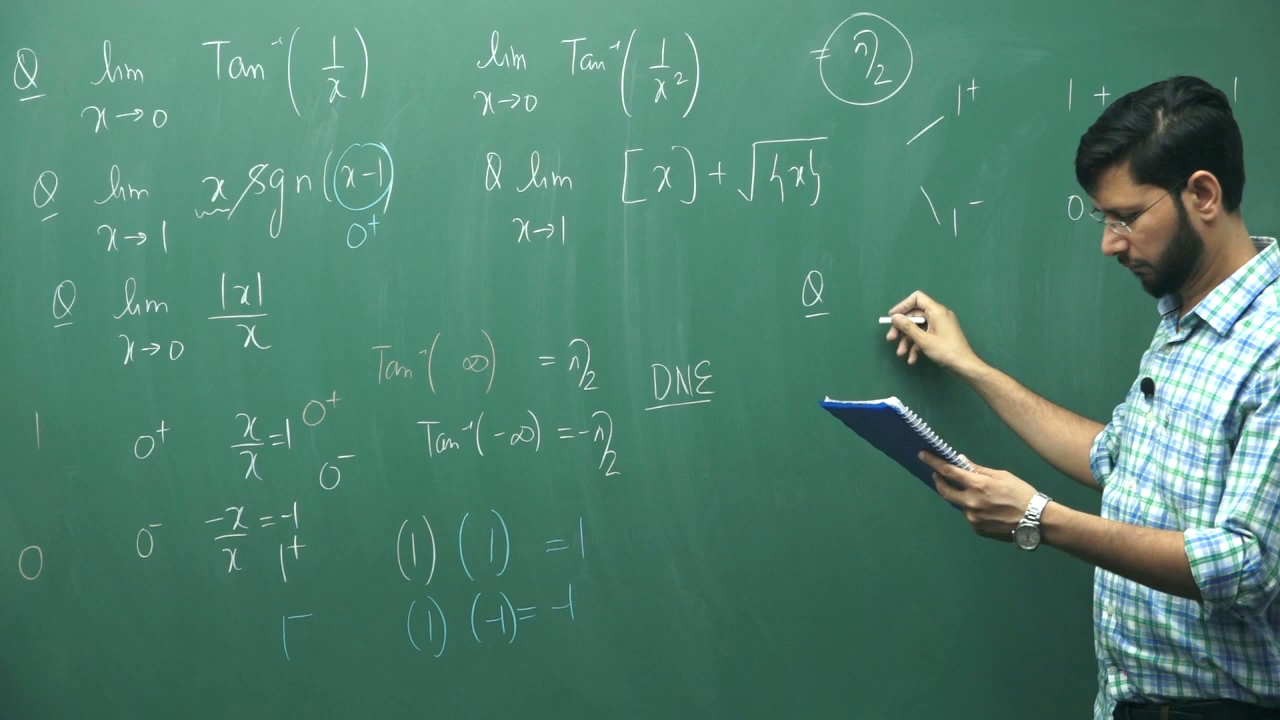 Q lim x→0 Tan⁻¹(1/x) lim x→0 Tan⁻¹(1/x²) = π/2
1⁺ 1 + 1
1⁻ 0
Q lim x→1 x sgn(x-1) Q lim x→1 [x] + √{x}
0⁺
Q lim x→0 |x|/x Q
Tan⁻¹( ∞) = π/2 DNE
1 0⁺ x/x = 1 0⁺ Tan⁻¹(-∞) = -π/2
0⁻
0 0⁻ -x/x = -1
1⁺ (1) (1) = 1
1⁻ (1) (-1) = -1